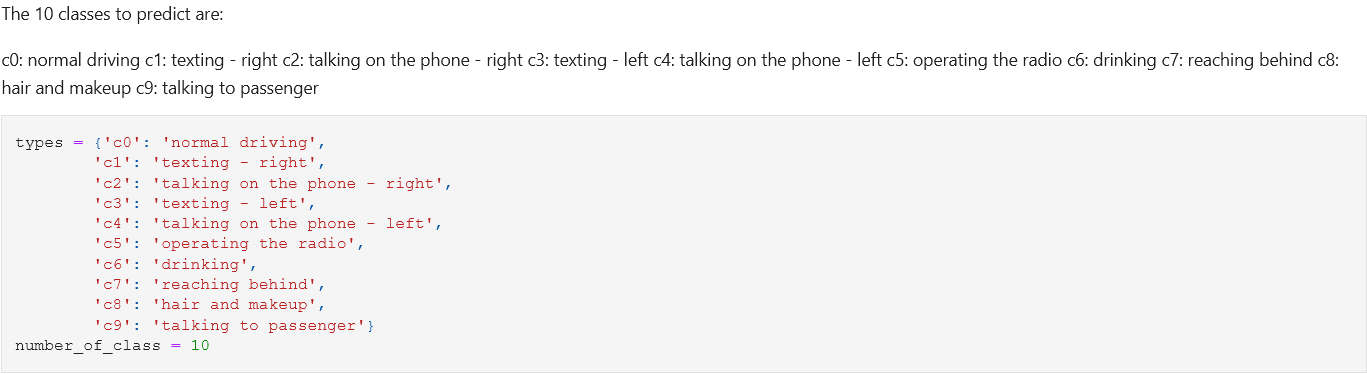 The 10 classes to predict are:
c0: normal driving c1: texting - right c2: talking on the phone - right c3: texting - left c4: talking on the phone - left c5: operating the radio c6: drinking c7: reaching behind c8:
hair and makeup c9: talking to passenger
types = {'c0': 'normal driving',
'c1': 'texting - right',
'c2': 'talking on the phone - right',
'c3': 'texting - left',
'c4': 'talking on the phone - left',
'c5': 'operating the radio',
'c6': 'drinking',
'c7': 'reaching behind',
'c8': 'hair and makeup',
'c9': 'talking to passenger'}
number_of_class = 10